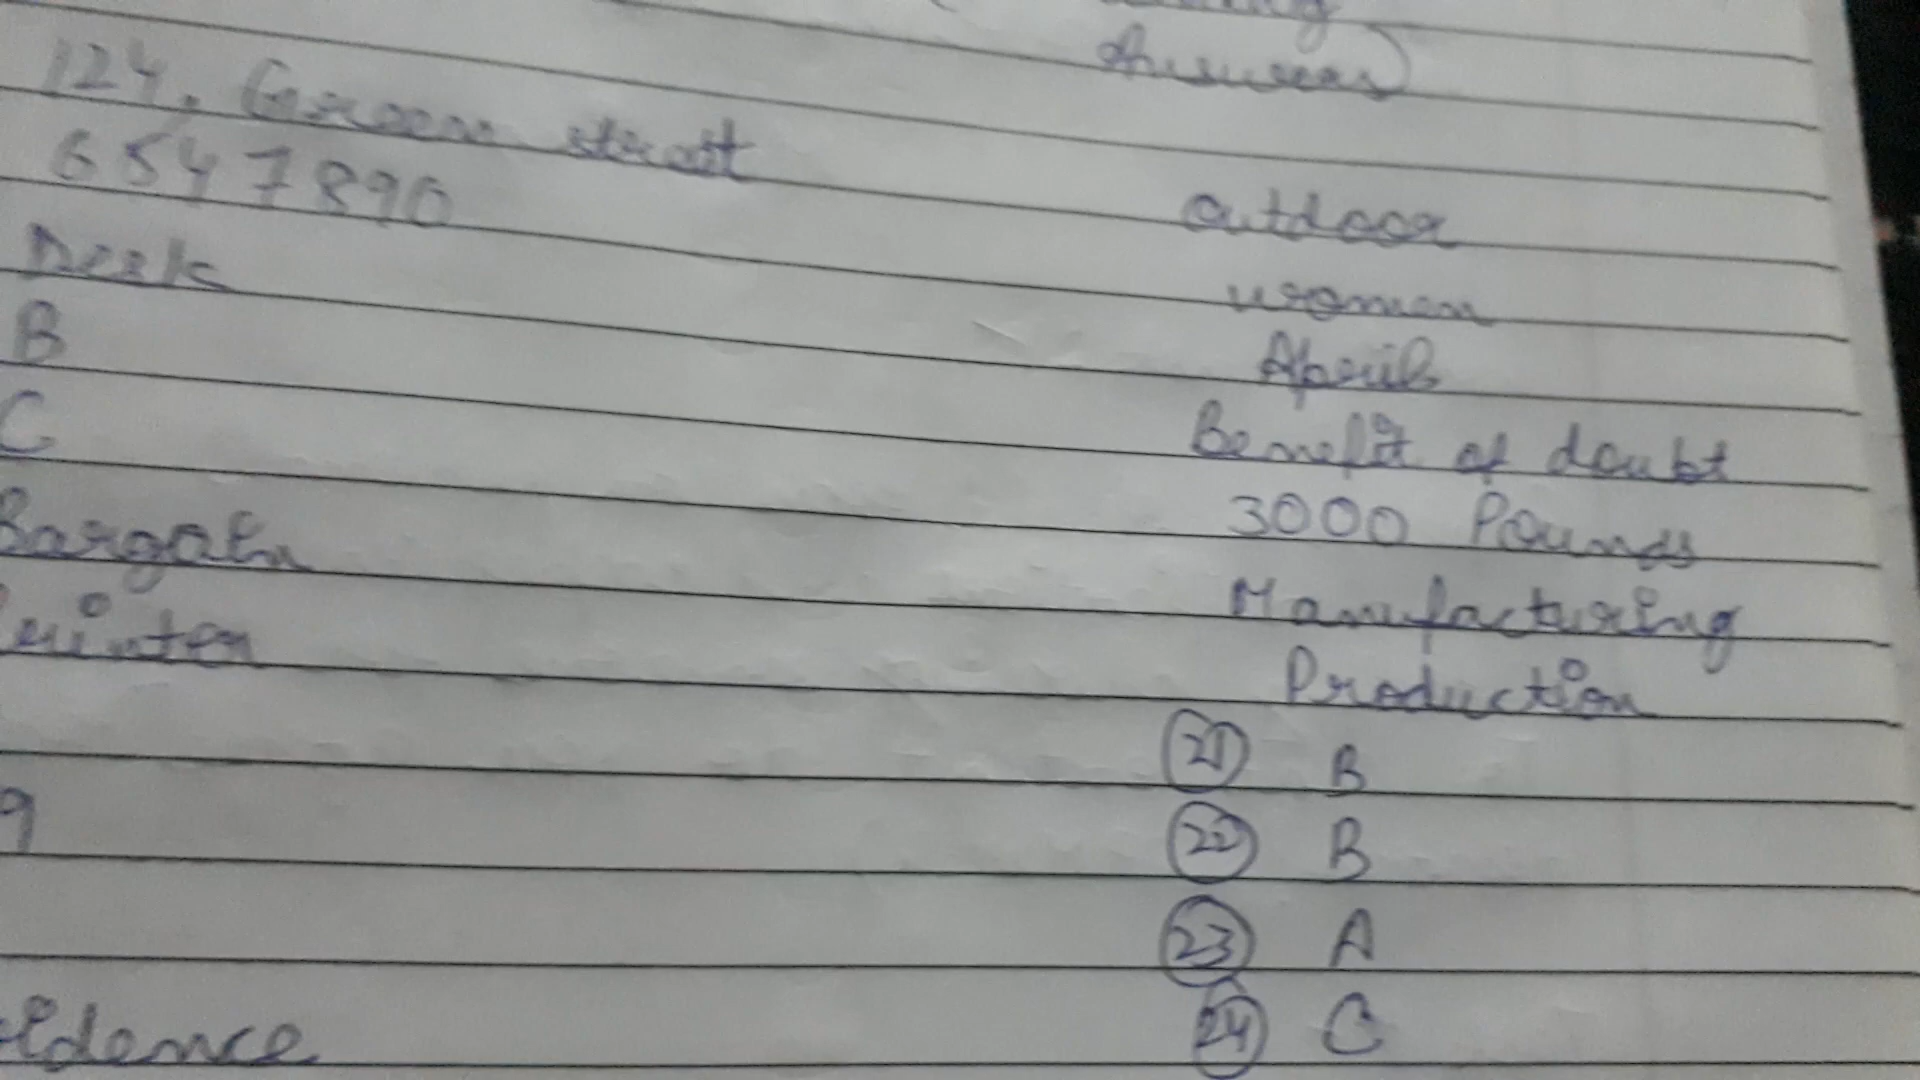 Answers
124, Green strett
6547890
Desk
B
C
Bargain
9
outdoor
women
April
Benefit of doubt
3000 Pounds
Manufacturing
Production
21 B
22 B
23 A
24 C